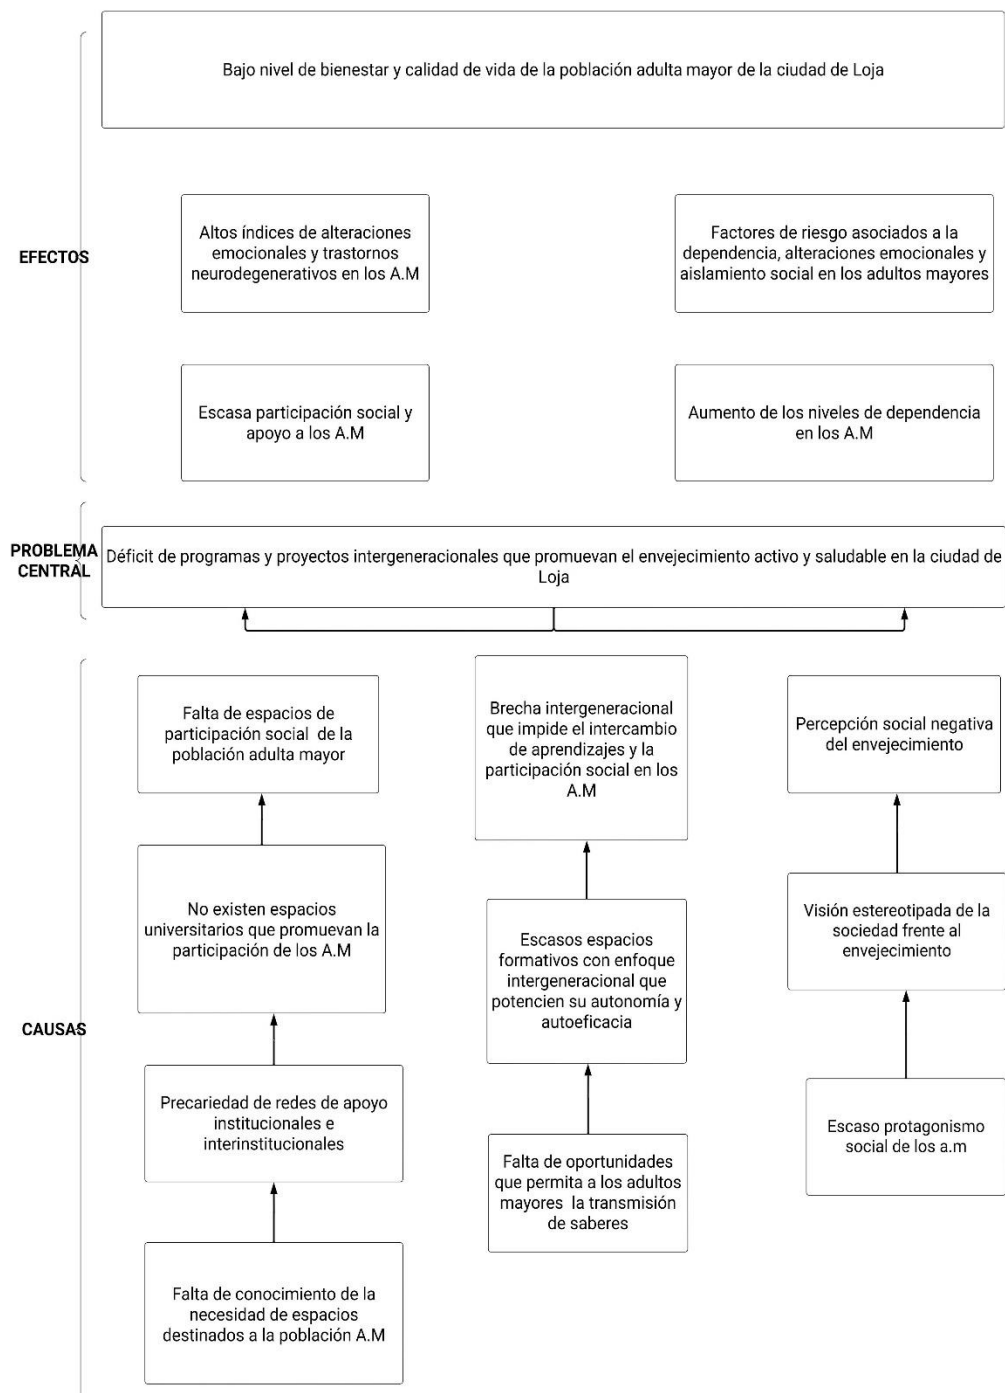 Bajo nivel de bienestar y calidad de vida de la población adulta mayor de la ciudad de Loja
EFECTOS
Altos índices de alteraciones
emocionales y trastornos
neurodegenerativos en los A.M
Factores de riesgo asociados a la
dependencia, alteraciones emocionales y
aislamiento social en los adultos mayores
Escasa participación social y
apoyo a los A.M
Aumento de los niveles de dependencia
en los A.M
PROBLEMA
CENTRAL
Déficit de programas y proyectos intergeneracionales que promuevan el envejecimiento activo y saludable en la ciudad de
Loja
CAUSAS
Falta de espacios de
participación social de la
población adulta mayor
Brecha intergeneracional
que impide el intercambio
de aprendizajes y la
participación social en los
A.M
Percepción social negativa
del envejecimiento
No existen espacios
universitarios que promuevan la
participación de los A.M
Escasos espacios
formativos con enfoque
intergeneracional que
potencien su autonomía y
autoeficacia
Visión estereotipada de la
sociedad frente al
envejecimiento
Precariedad de redes de apoyo
institucionales e
interinstitucionales
Falta de oportunidades
que permita a los adultos
mayores la transmisión
de saberes
Escaso protagonismo
social de los a.m
Falta de conocimiento de la
necesidad de espacios
destinados a la población A.M